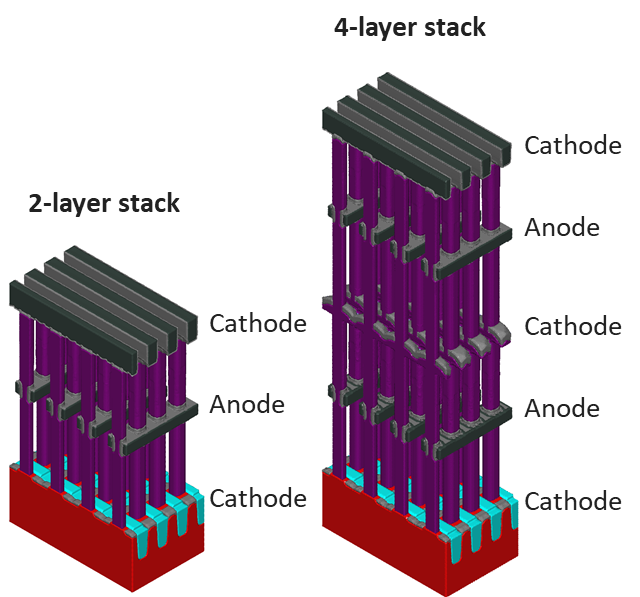 4-layer stack
Cathode
Anode
Cathode
Anode
Cathode
2-layer stack
Cathode
Anode
Cathode